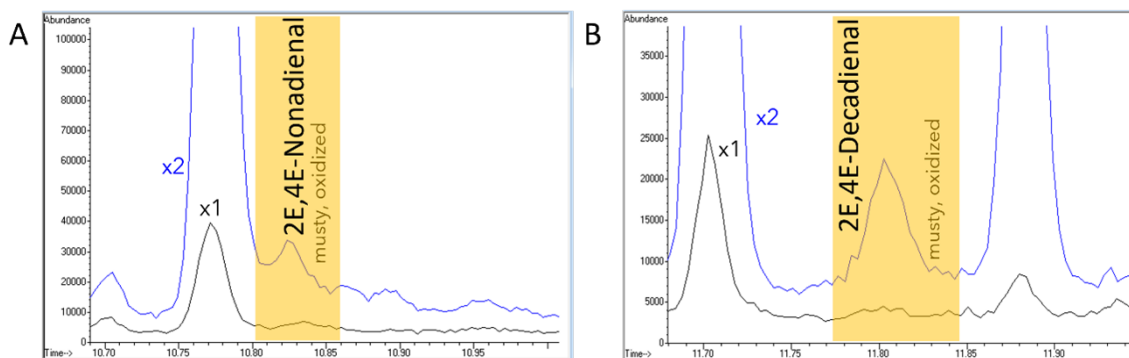 A
Abundance
100000
90000
80000
70000
60000
50000
40000
30000
20000
10000
0
Time-->
10.70
10.75
10.80
10.85
10.90
10.95
x2
x1
2E,4E-Nonadienal
musty, oxidized
B
Abundance
35000
30000
25000
20000
15000
10000
5000
0
Time-->
11.70
11.75
11.80
11.85
11.90
x2
x1
2E,4E-Decadienal
musty, oxidized